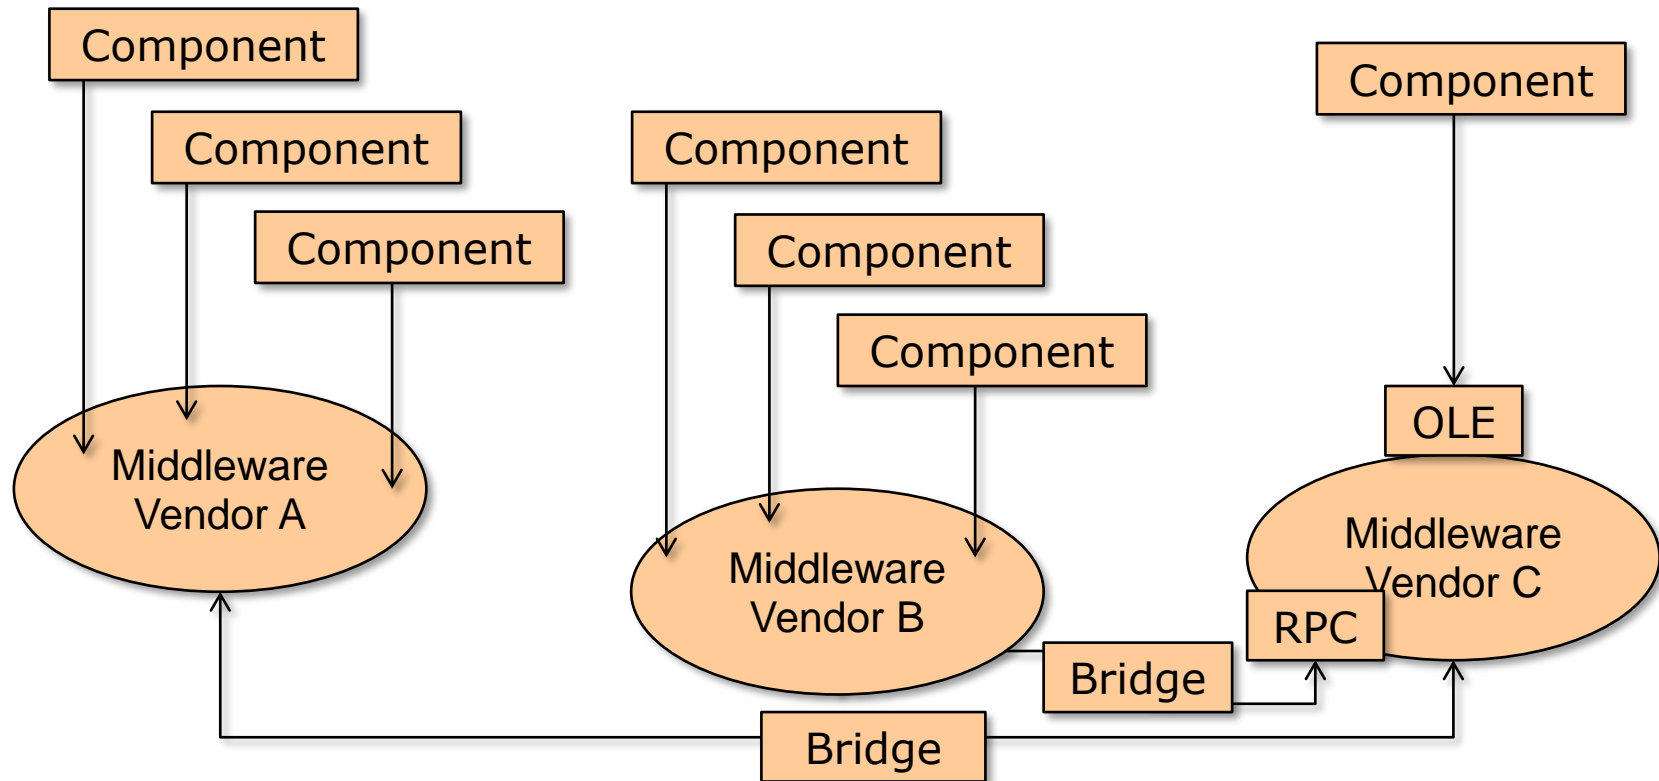 Component
Component
Component
Component
Component
Component
Component
OLE
Middleware
Vendor A
Middleware
Vendor B
Middleware
Vendor C
RPC
Bridge
Bridge